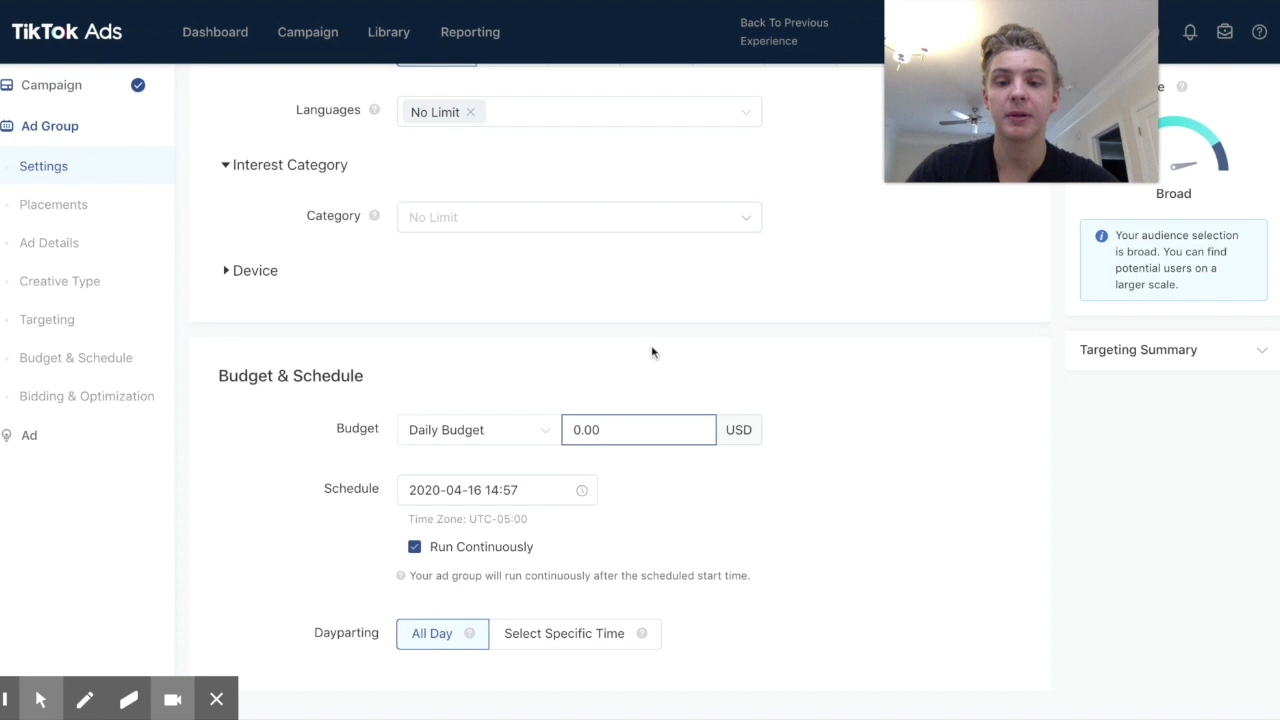 TikTok Ads
Dashboard
Campaign
Library
Reporting
Back To Previous
Experience
Campaign
Ad Group
Settings
Placements
Ad Details
Creative Type
Targeting
Budget & Schedule
Bidding & Optimization
Ad
Languages
No Limit
Interest Category
Category
No Limit
Device
Budget & Schedule
Budget
Daily Budget
0.00
USD
Schedule
2020-04-16 14:57
Time Zone: UTC-05:00
Run Continuously
Your ad group will run continuously after the scheduled start time.
Dayparting
All Day
Select Specific Time
e
Broad
Your audience selection
is broad. You can find
potential users on a
larger scale.
Targeting Summary